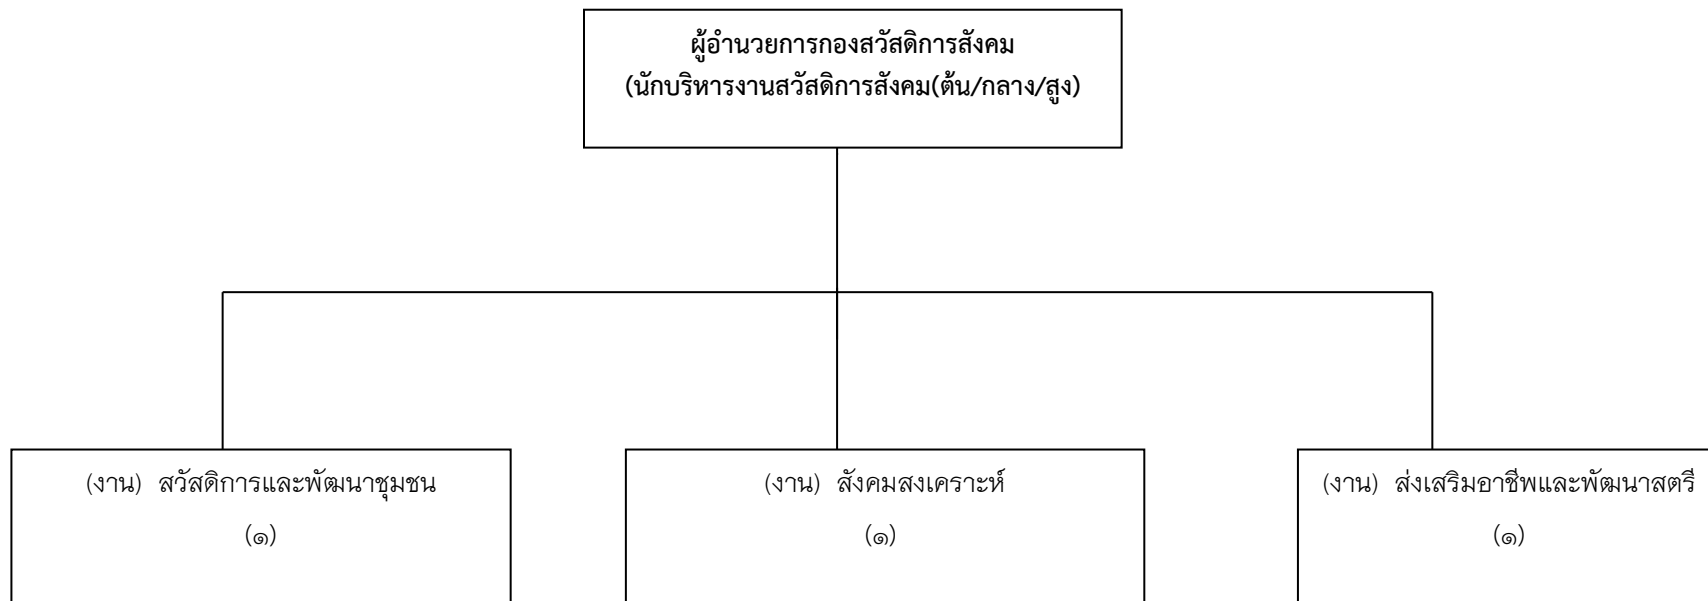 ผู้อำนวยการกองสวัสดิการสังคม
(นักบริหารงานสวัสดิการสังคม(ต้น/กลาง/สูง)
(งาน) สวัสดิการและพัฒนาชุมชน
(๑)
(งาน) สังคมสงเคราะห์
(๑)
(งาน) ส่งเสริมอาชีพและพัฒนาสตรี
(๑)